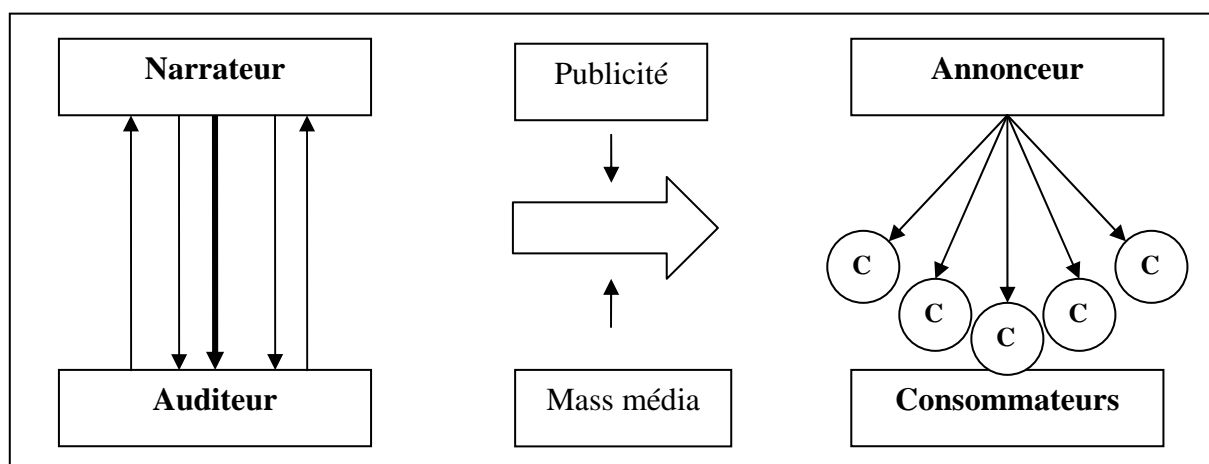 Narrateur
Publicité
Annonceur
C
C
C
C
C
Auditeur
Mass média
Consommateurs